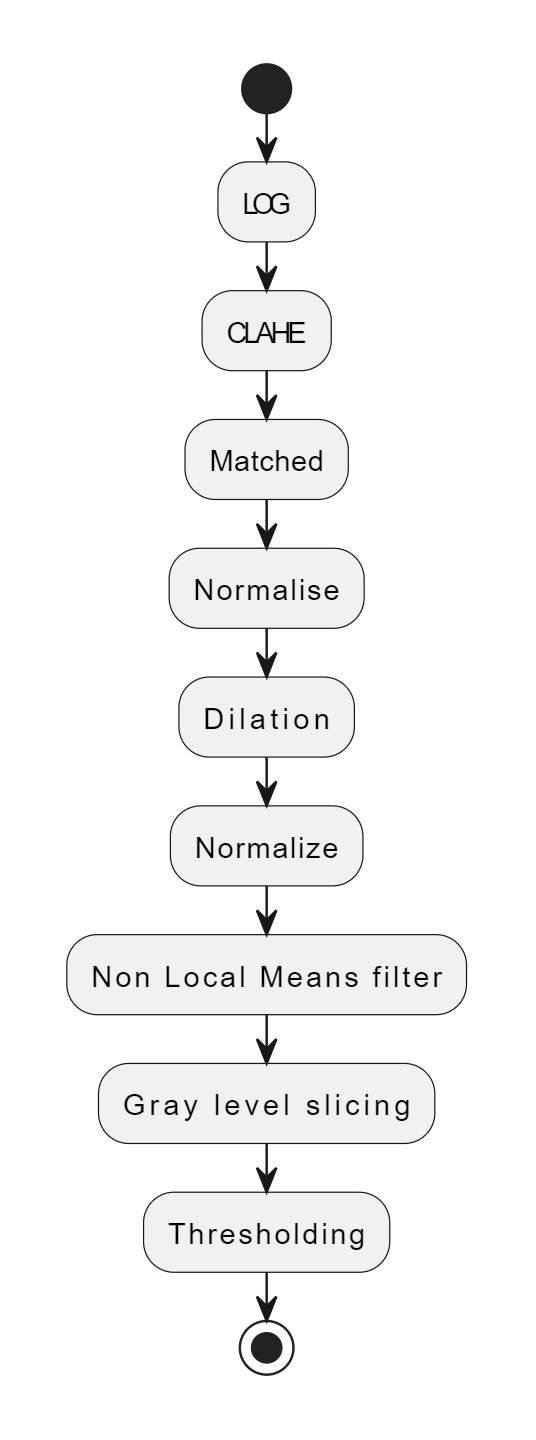 LOG
CLAHE
Matched
Normalise
Dilation
Normalize
Non Local Means filter
Gray level slicing
Thresholding